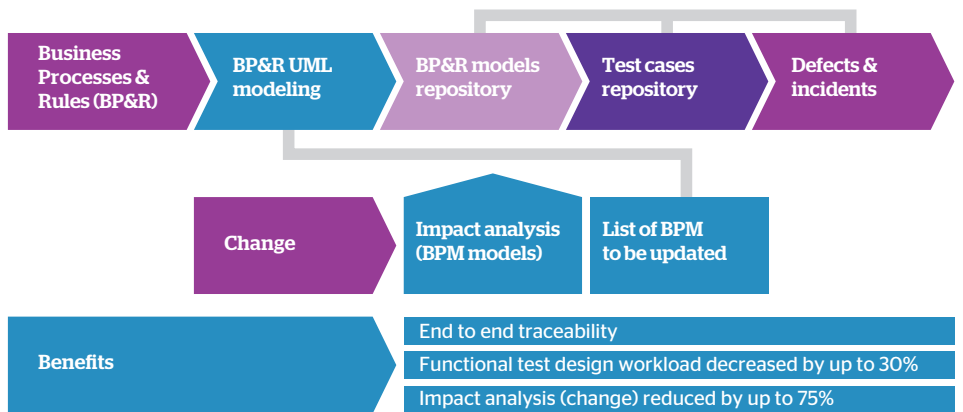 Business
Processes &
Rules (BP&R)
BP&R UML
modeling
BP&R models
repository
Test cases
repository
Defects &
incidents
Change
Impact analysis
(BPM models)
List of BPM
to be updated
Benefits
End to end traceability
Functional test design workload decreased by up to 30%
Impact analysis (change) reduced by up to 75%